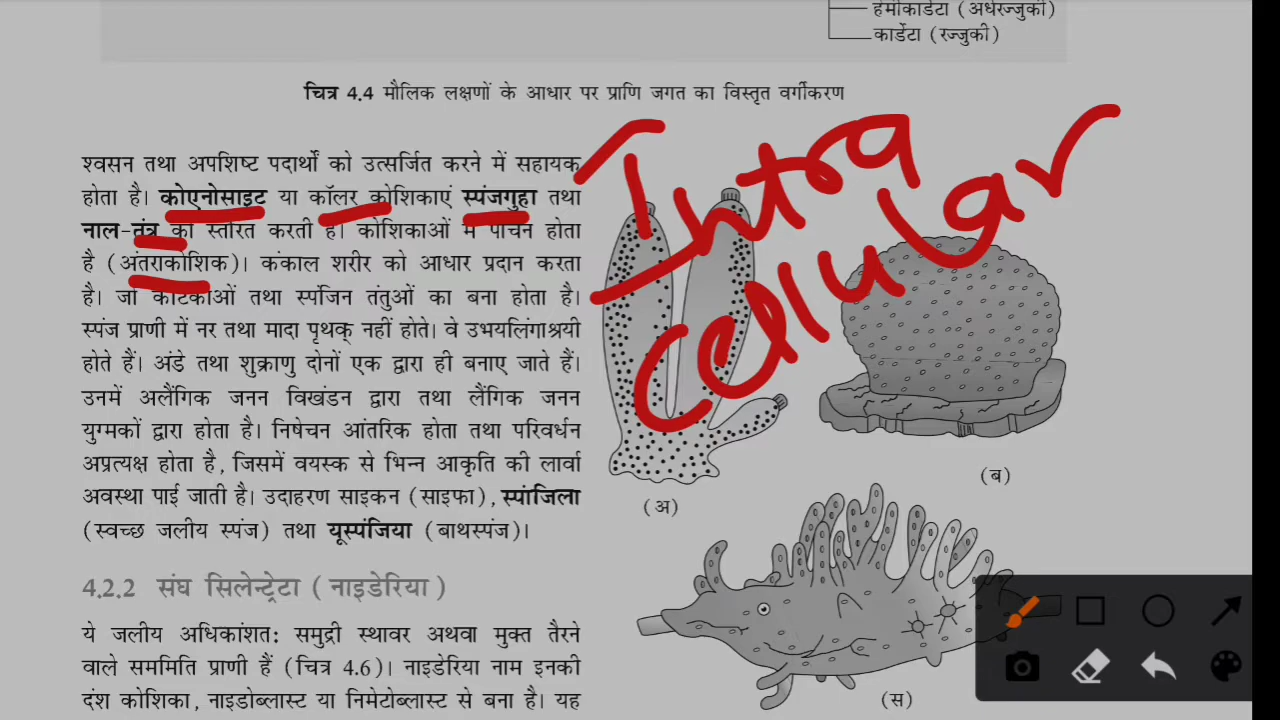 हेमीकार्डेटा (अर्धरज्जुकी)
कार्डेटा (रज्जुकी)
चित्र 4.4 मौलिक लक्षणों के आधार पर प्राणि जगत का विस्तृत वर्गीकरण
श्वसन तथा अपशिष्ट पदार्थों को उत्सर्जित करने में सहायक
होता है। कोएनोसाइट या कॉलर कोशिकाएं स्पंजगुहा तथा
नाल-तंत्र को स्तरित करती है। कोशिकाओं में पाचन होता
है (अंतराकोशिक)। कंकाल शरीर को आधार प्रदान करता
है। जो कंटिकाओं तथा स्पंजिन तंतुओं का बना होता है।
स्पंज प्राणी में नर तथा मादा पृथक् नहीं होते। वे उभयलिंगाश्रयी
होते हैं। अंडे तथा शुक्राणु दोनों एक द्वारा ही बनाए जाते हैं।
उनमें अलैंगिक जनन विखंडन द्वारा तथा लैंगिक जनन
युग्मकों द्वारा होता है। निषेचन आंतरिक होता तथा परिवर्धन
अप्रत्यक्ष होता है, जिसमें वयस्क से भिन्न आकृति की लार्वा
अवस्था पाई जाती है। उदाहरण साइकन (साइफा), स्पांजिला
(स्वच्छ जलीय स्पंज) तथा यूस्पंजिया (बाथस्पंज)।
Intra
cellular
(अ)
(ब)
(स)
4.2.2 संघ सिलेन्ट्रेटा (नाइडेरिया)
ये जलीय अधिकांशत: समुद्री स्थावर अथवा मुक्त तैरने
वाले सममिति प्राणी हैं (चित्र 4.6)। नाइडेरिया नाम इनकी
दंश कोशिका, नाइडोब्लास्ट या निमेटोब्लास्ट से बना है। यह